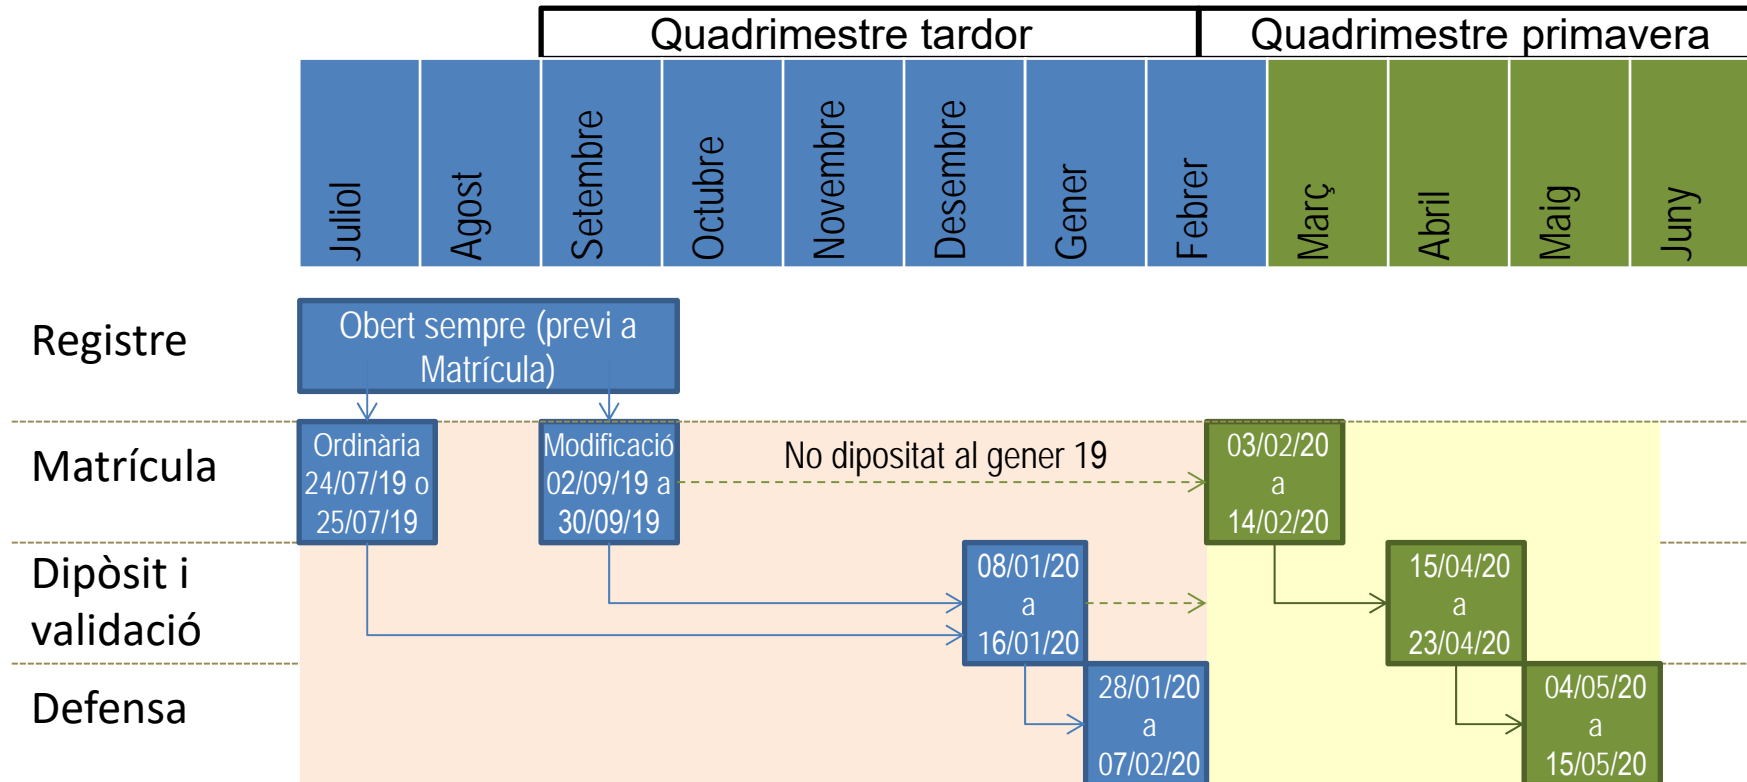 Quadrimestre tardor
Quadrimestre primavera
Juliol
Agost
Setembre
Octubre
Novembre
Desembre
Gener
Febrer
Març
Abril
Maig
Juny
Registre
Obert sempre (previ a
Matrícula)
Matrícula
Ordinària
24/07/19 o
25/07/19
Modificació
02/09/19 a
30/09/19
No dipositat al gener 19
03/02/20
a
14/02/20
Dipòsit i
validació
08/01/20
a
16/01/20
15/04/20
a
23/04/20
Defensa
28/01/20
a
07/02/20
04/05/20
a
15/05/20